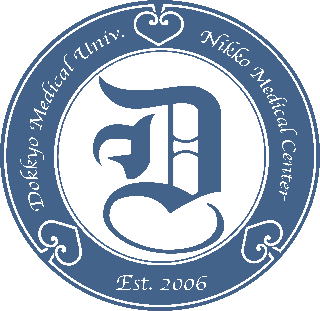 Dokkyo Medical Univ.
Nikko Medical Center
D
Est. 2006